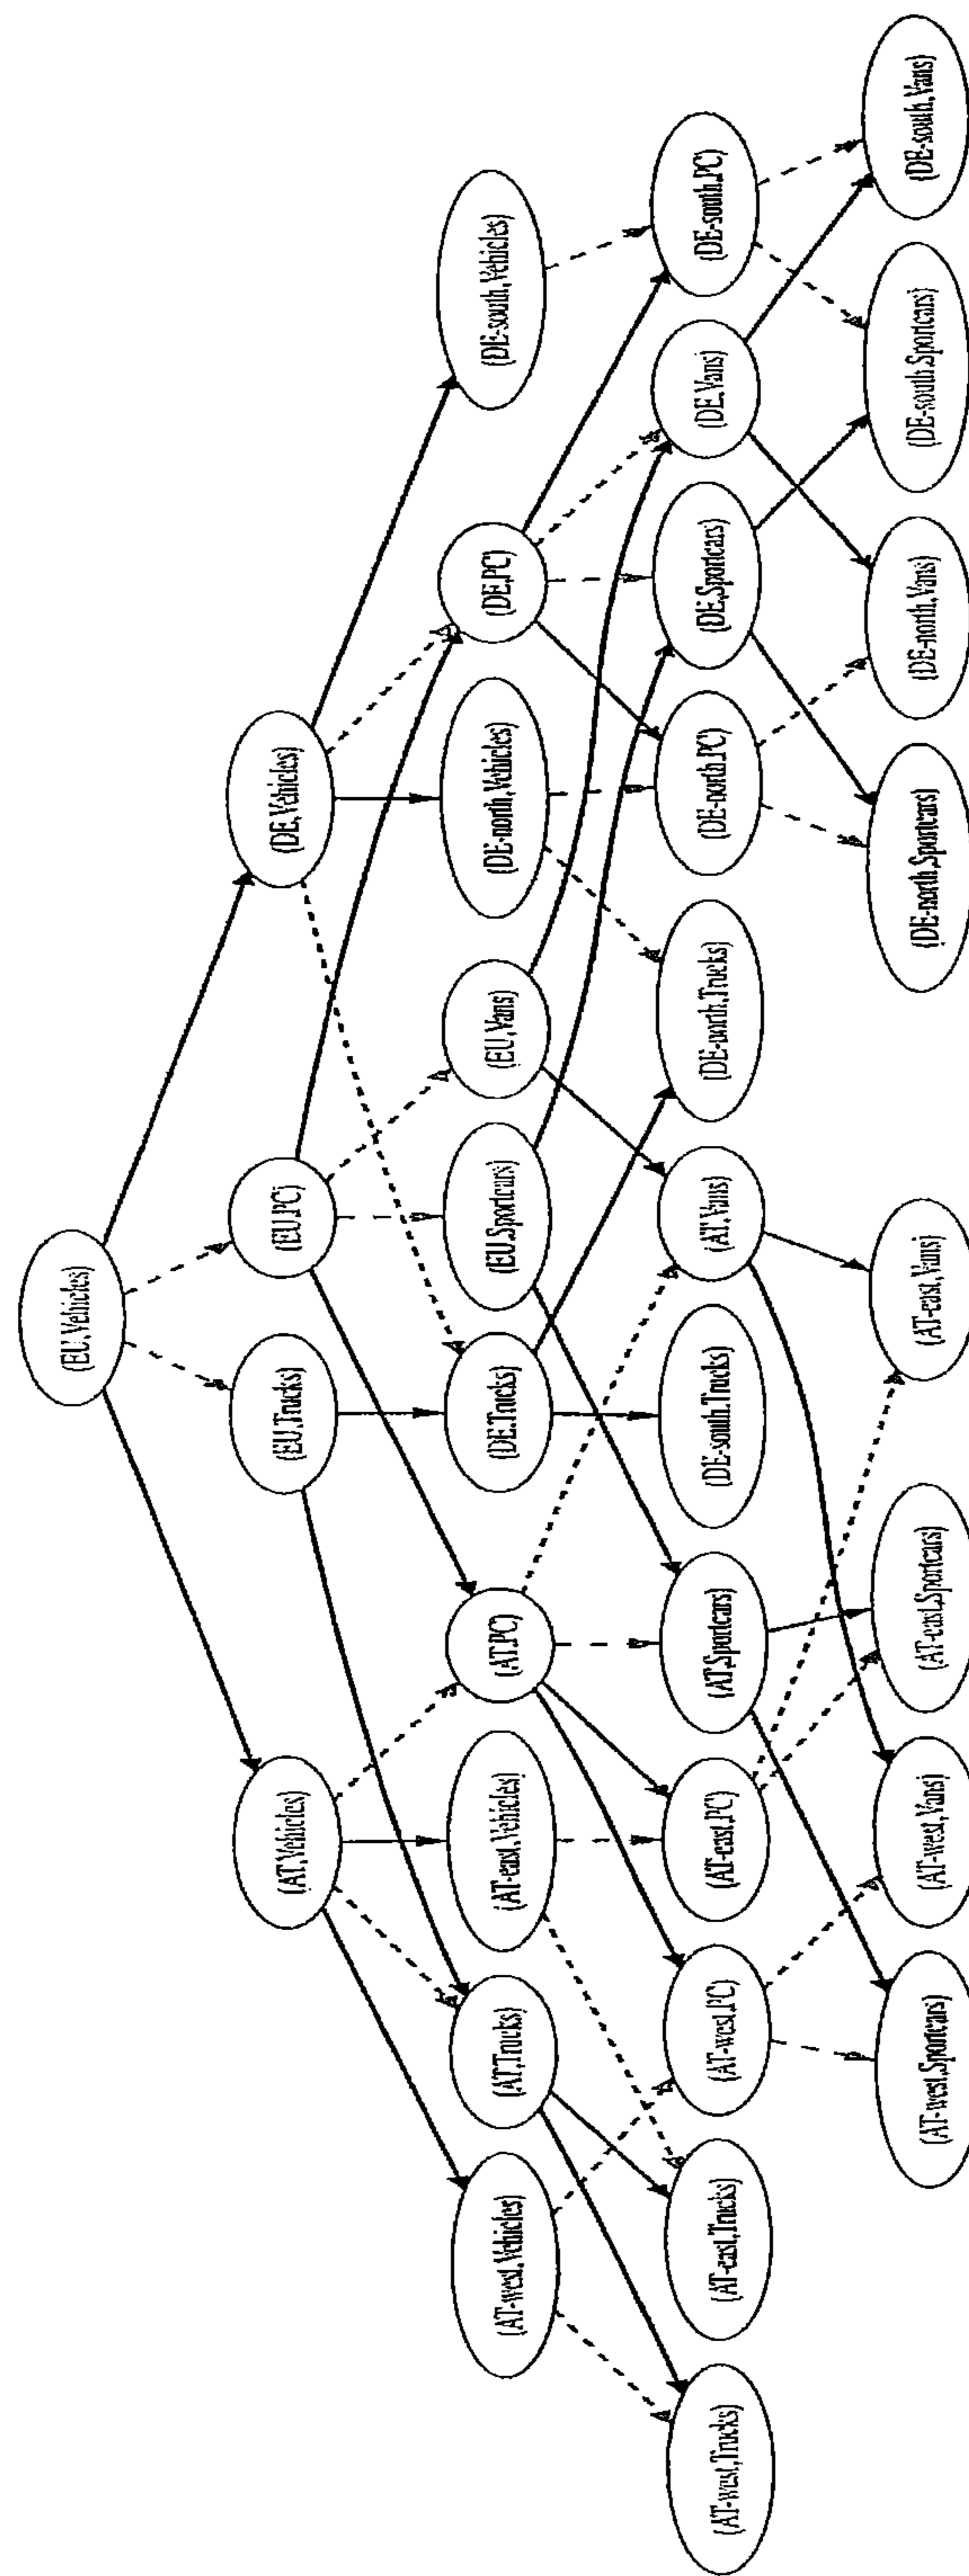 (EU,Vehicles)
(AT,Vehicles)
(EU,Trucks)
(EU,PC)
(DE,Vehicles)
(AT-west,Vehicles)
(AT,Trucks)
(AT-east,Vehicles)
(AT,PC)
(DE,Trucks)
(EU,Sportcars)
(EU,Vans)
(DE-north,Vehicles)
(DE,PC)
(DE-south,Vehicles)
(AT-west,Trucks)
(AT-east,Trucks)
(AT-west,PC)
(AT-east,PC)
(AT,Sportcars)
(DE-south,Trucks)
(AT,Vans)
(DE-north,Trucks)
(DE-north,PC)
(DE,Sportcars)
(DE,Vans)
(DE-south,PC)
(AT-west,Sportcars)
(AT-west,Vans)
(AT-east,Sportcars)
(AT-east,Vans)
(DE-north,Sportcars)
(DE-north,Vans)
(DE-south,Sportcars)
(DE-south,Vans)